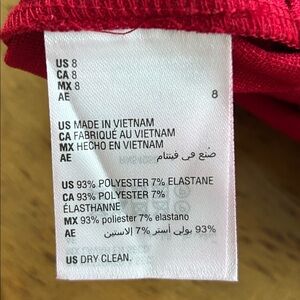 US 8
CA 8
MX 8
AE 8
US MADE IN VIETNAM
CA FABRIQUÉ AU VIETNAM
MX HECHO EN VIETNAM
AE صنع في فيتنام
US 93% POLYESTER 7% ELASTANE
CA 93% POLYESTER 7%
ÉLASTHANNE
MX 93% poliester 7% elastano
AE 93% بولي أستر 7% إلاستين
US DRY CLEAN.